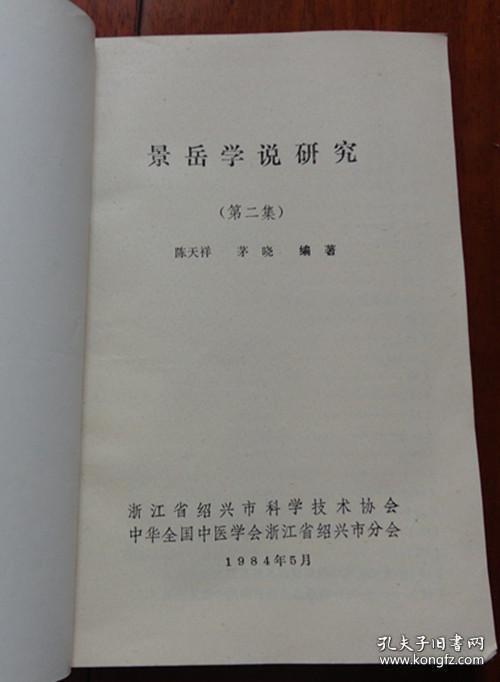 景岳学说研究
（第二集）
陈天祥 茅晓 编著
浙江省绍兴市科学技术协会
中华全国中医学会浙江省绍兴市分会
1984年5月
孔夫子旧书网
www.kongfz.com